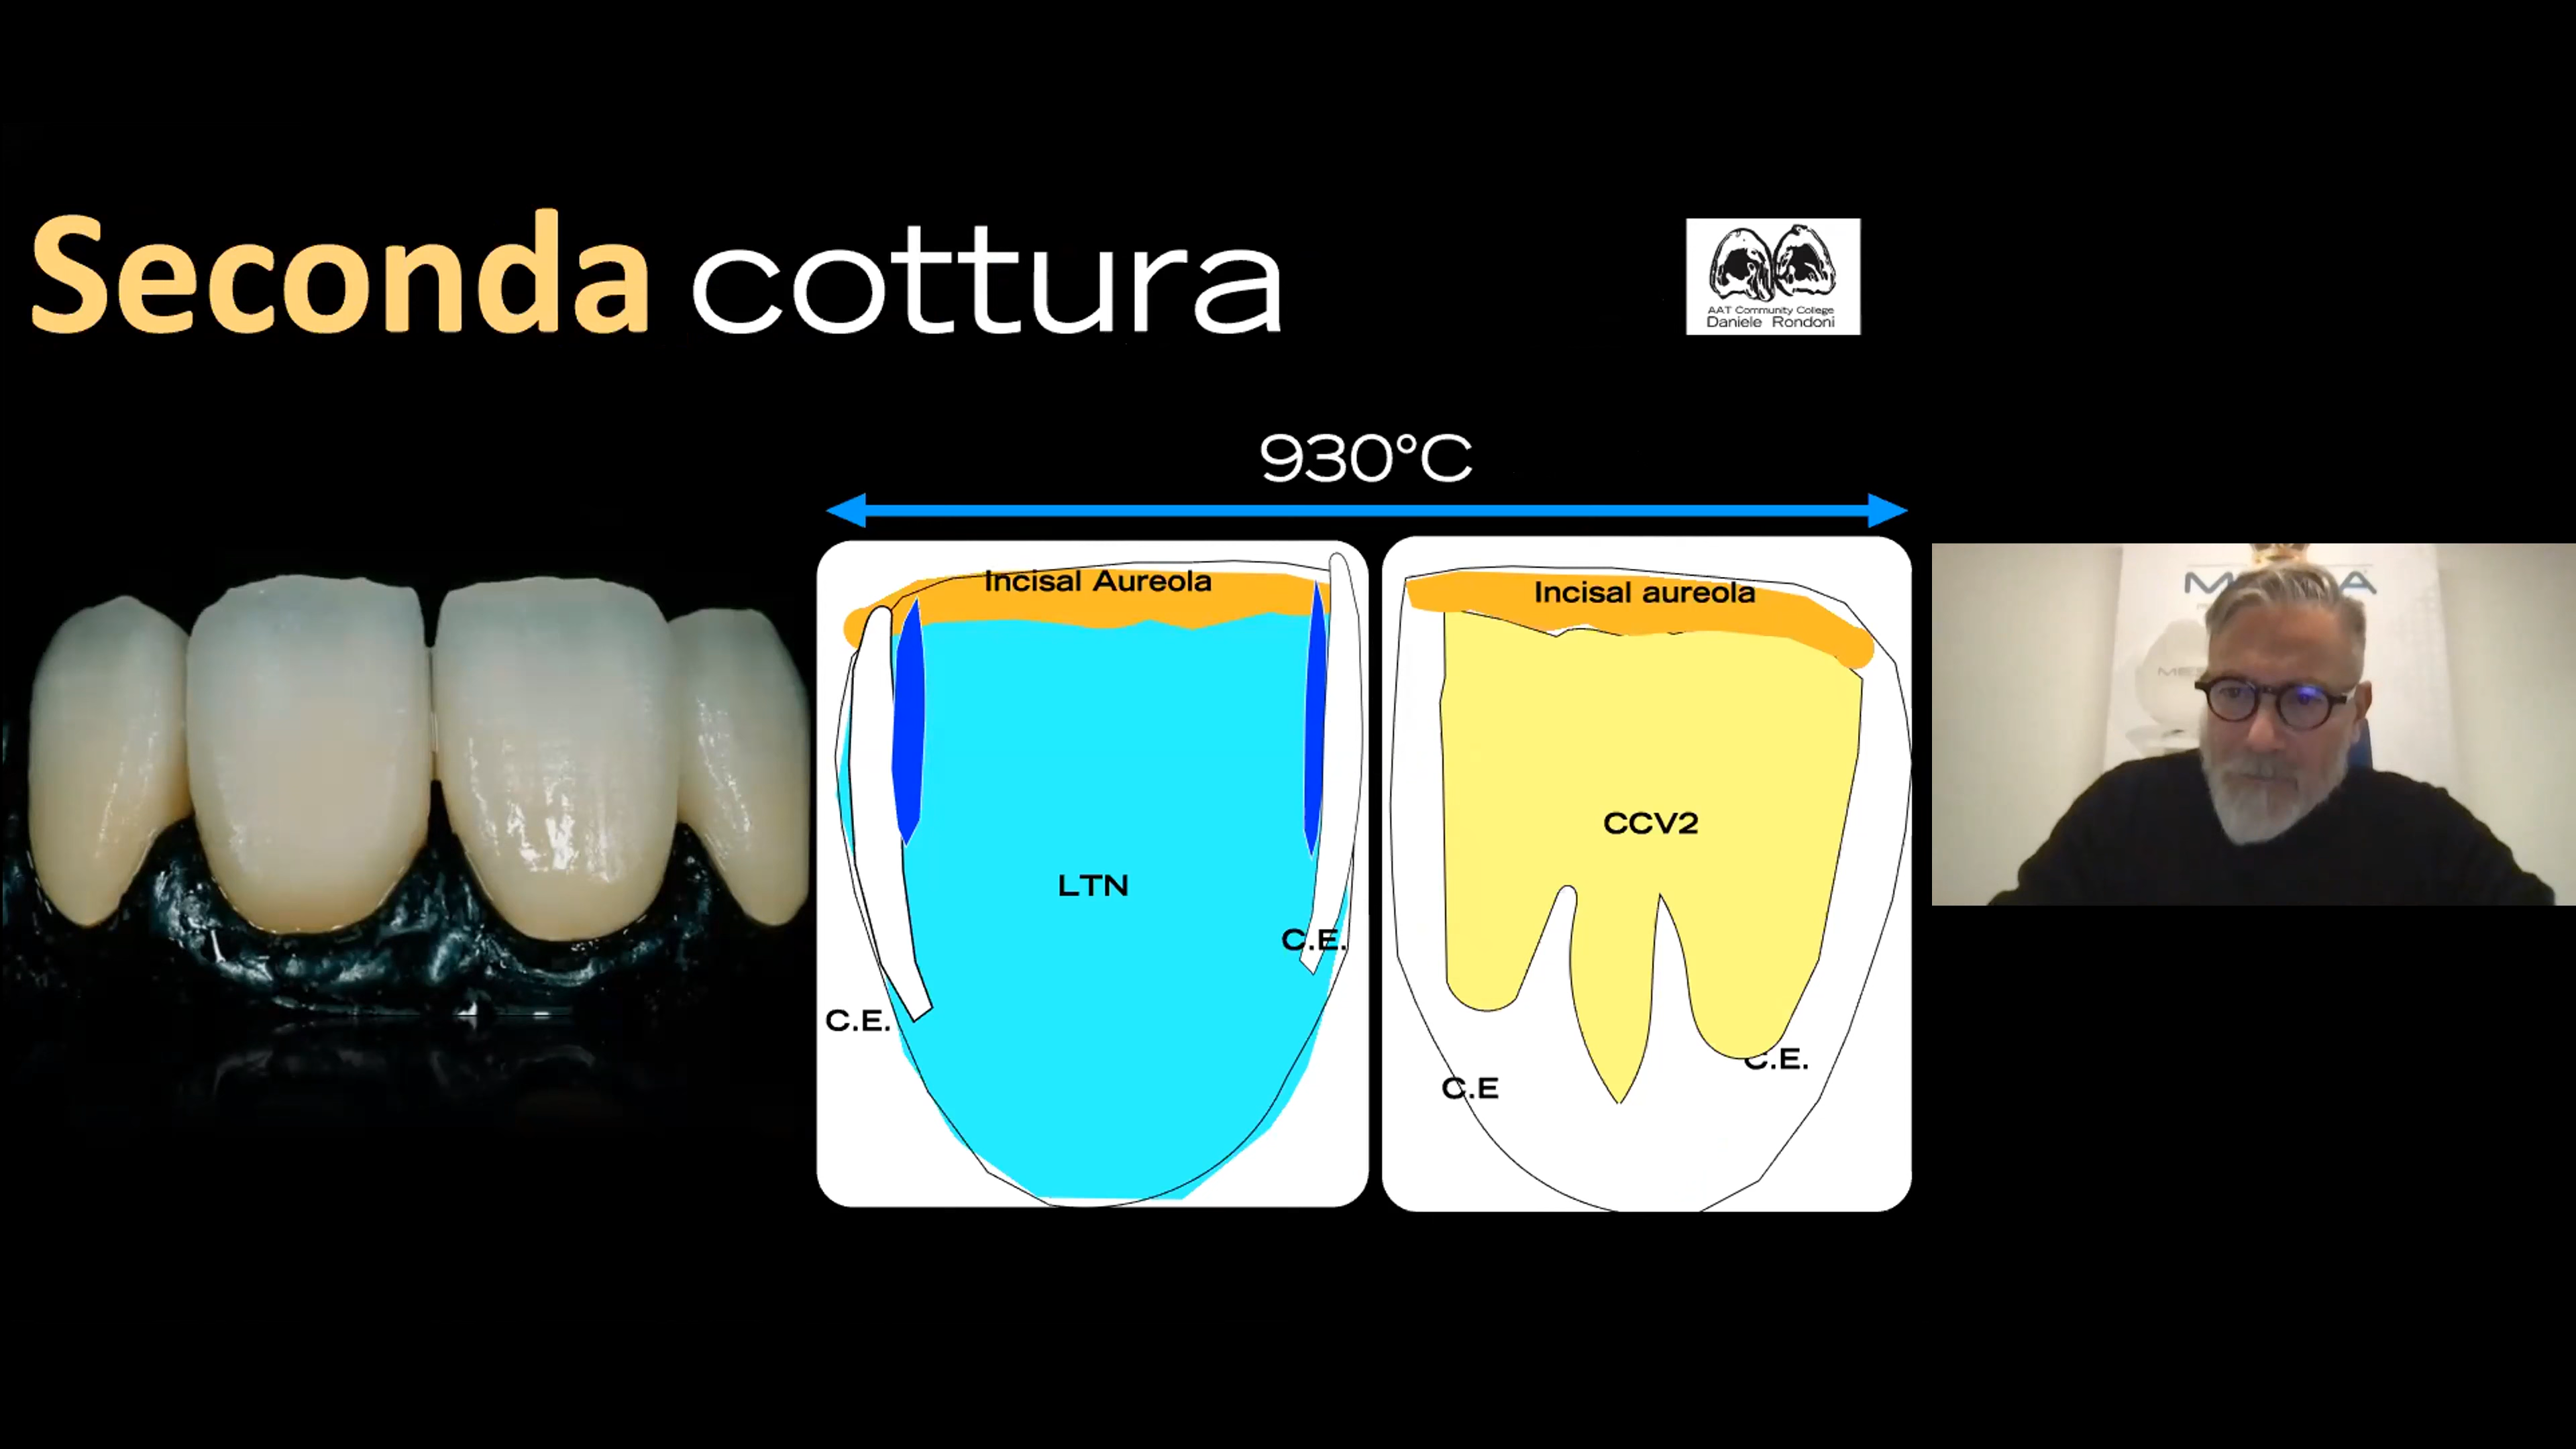 Seconda cottura
AAT Community College
Daniele Rondoni
930°C
Incisal Aureola
LTN
C.E.
C.E.
Incisal aureola
CCV2
C.E
C.E.